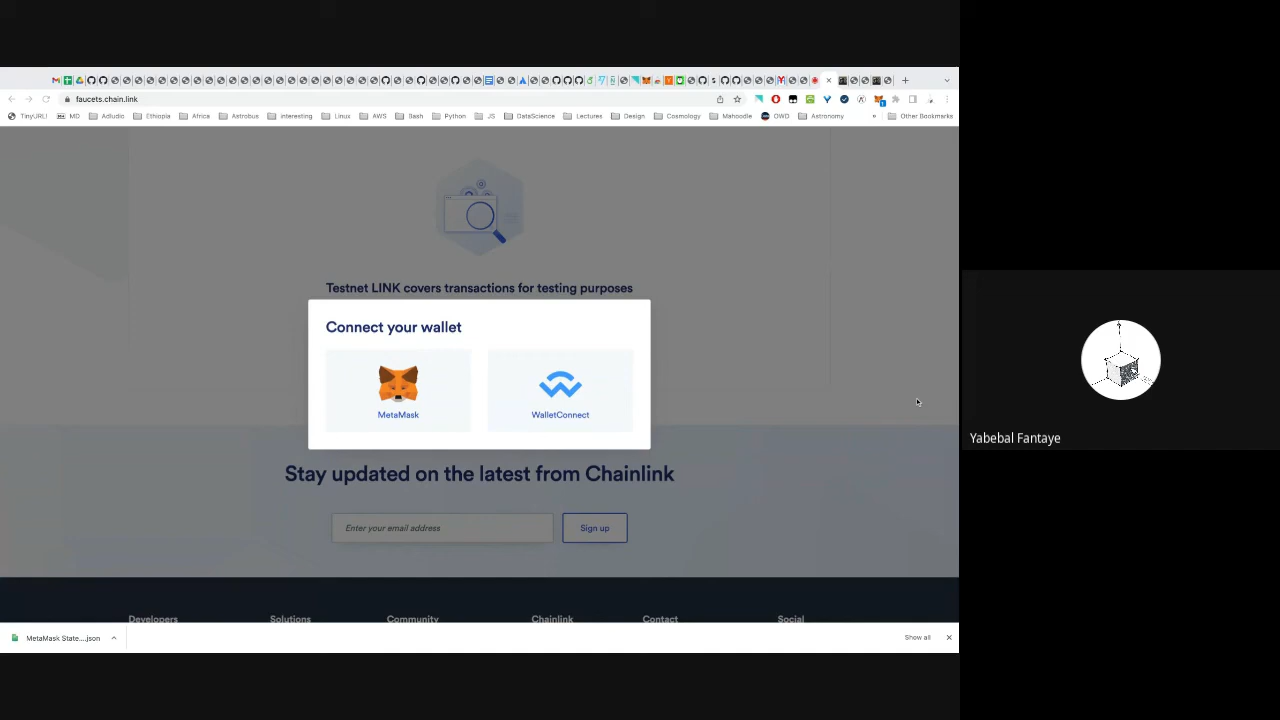 faucets.chain.link
TinyURL! MD Adludio Ethiopia Africa Astrobus interesting Linux AWS Bash Python JS DataScience Lectures Design Cosmology Mahoodle OWD Astronomy » Other Bookmarks
Testnet LINK covers transactions for testing purposes
Connect your wallet
MetaMask WalletConnect
Yabebal Fantaye
Stay updated on the latest from Chainlink
Enter your email address Sign up
Developers Solutions Community Chainlink Contact Social
MetaMask State....json Show all